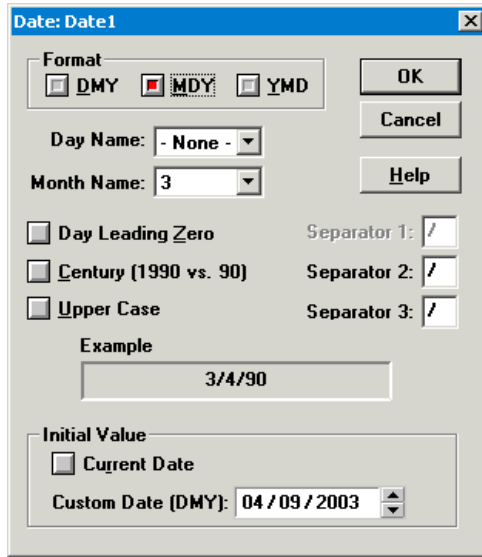 Date: Date1
Format
DMY MDY YMD
OK
Cancel
Day Name: - None -
Month Name: 3
Help
Day Leading Zero
Separator 1: /
Century (1990 vs. 90)
Separator 2: /
Upper Case
Separator 3: /
Example
3/4/90
Initial Value
Current Date
Custom Date (DMY): 04/09/2003